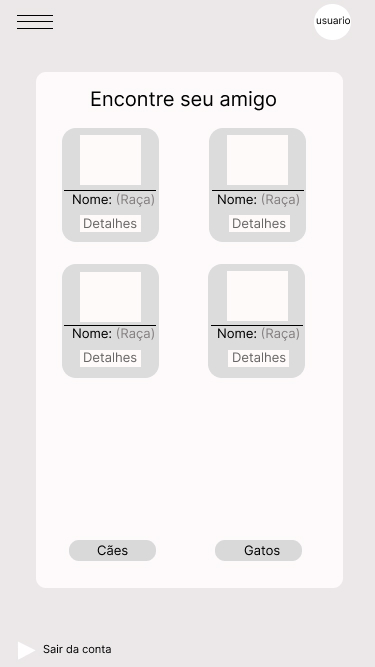 usuario
Encontre seu amigo
Nome: (Raça)
Nome: (Raça)
Detalhes
Detalhes
Nome: (Raça)
Nome: (Raça)
Detalhes
Detalhes
Cães
Gatos
Sair da conta